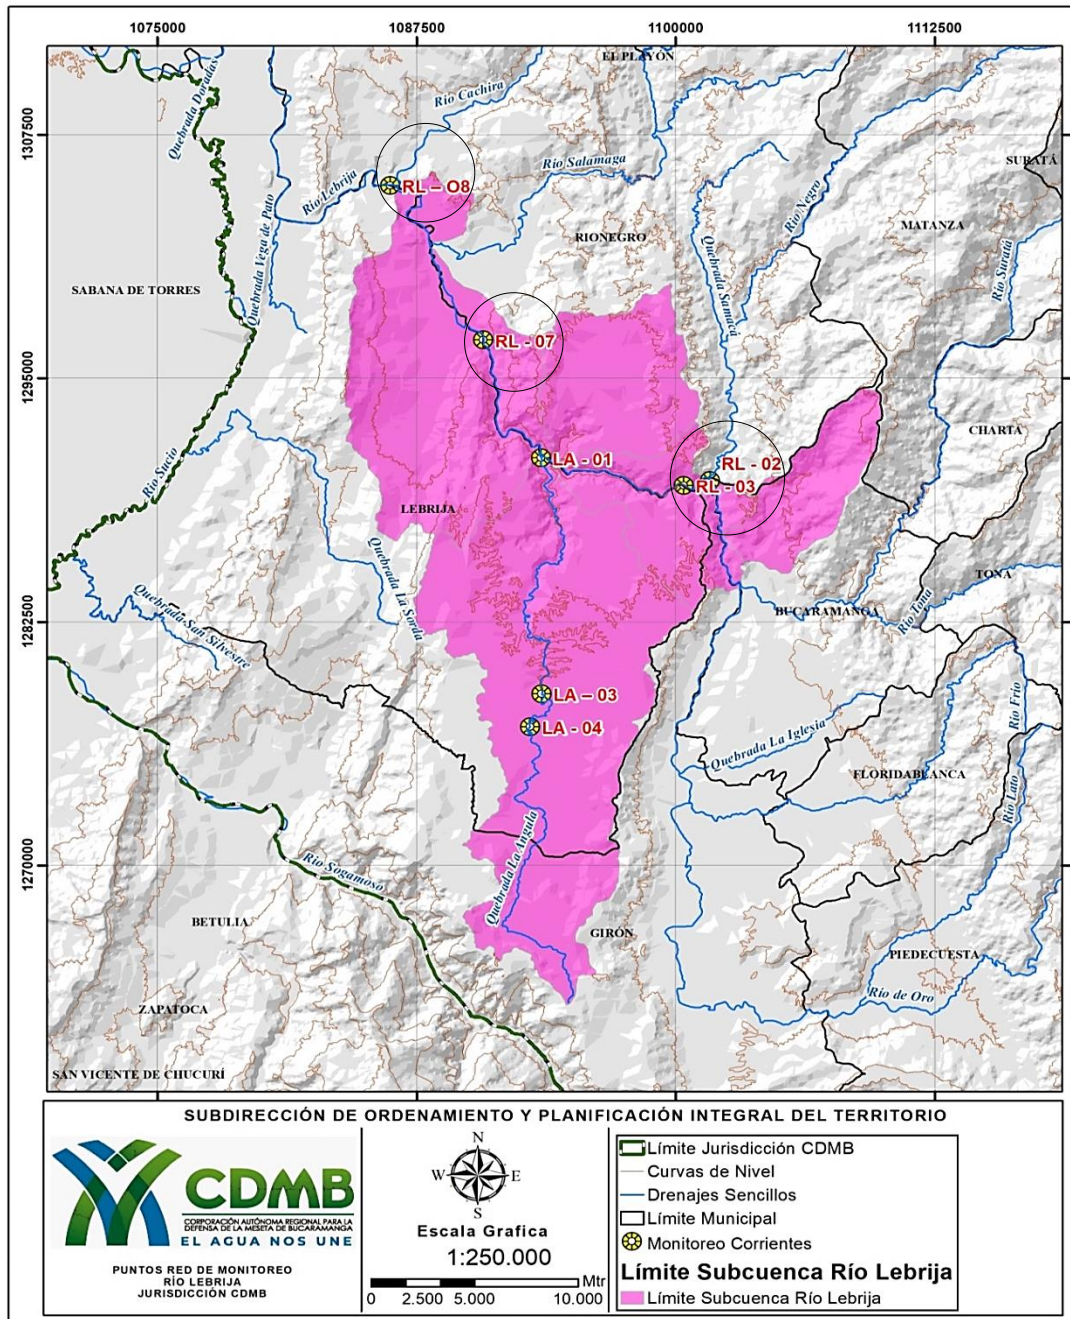 1075000
1087500
1100000
1112500
EL PLAYÓN
Quebrada Doradas
Río Cachira
1307500
SURATÁ
Río Salamaga
RL – O8
Río Lebrija
Río Negro
Quebrada Vega de Pato
RIONEGRO
MATANZA
Quebrada Samacá
Río Suratá
SABANA DE TORRES
RL - 07
1295000
CHARTA
Río Sucio
LA - 01
RL - 02
RL - 03
LEBRIJA
Quebrada La Sorda
TONA
Quebrada San Silvestre
BUCARAMANGA
Río Tona
1282500
LA – 03
LA - 04
Río Frío
Quebrada La Iglesia
FLORIDABLANCA
Río Lato
Río Sogamoso
1270000
Quebrada La Angula
BETULIA
GIRÓN
PIEDECUESTA
Río de Oro
ZAPATOCA
SAN VICENTE DE CHUCURÍ
SUBDIRECCIÓN DE ORDENAMIENTO Y PLANIFICACIÓN INTEGRAL DEL TERRITORIO
CDMB
CORPORACIÓN AUTÓNOMA REGIONAL PARA LA
DEFENSA DE LA MESETA DE BUCARAMANGA
EL AGUA NOS UNE
PUNTOS RED DE MONITOREO
RÍO LEBRIJA
JURISDICCIÓN CDMB
N
W
E
S
Escala Grafica
1:250.000
Mtr
0 2.500 5.000 10.000
Límite Jurisdicción CDMB
Curvas de Nivel
Drenajes Sencillos
Límite Municipal
Monitoreo Corrientes
Límite Subcuenca Río Lebrija
Límite Subcuenca Río Lebrija